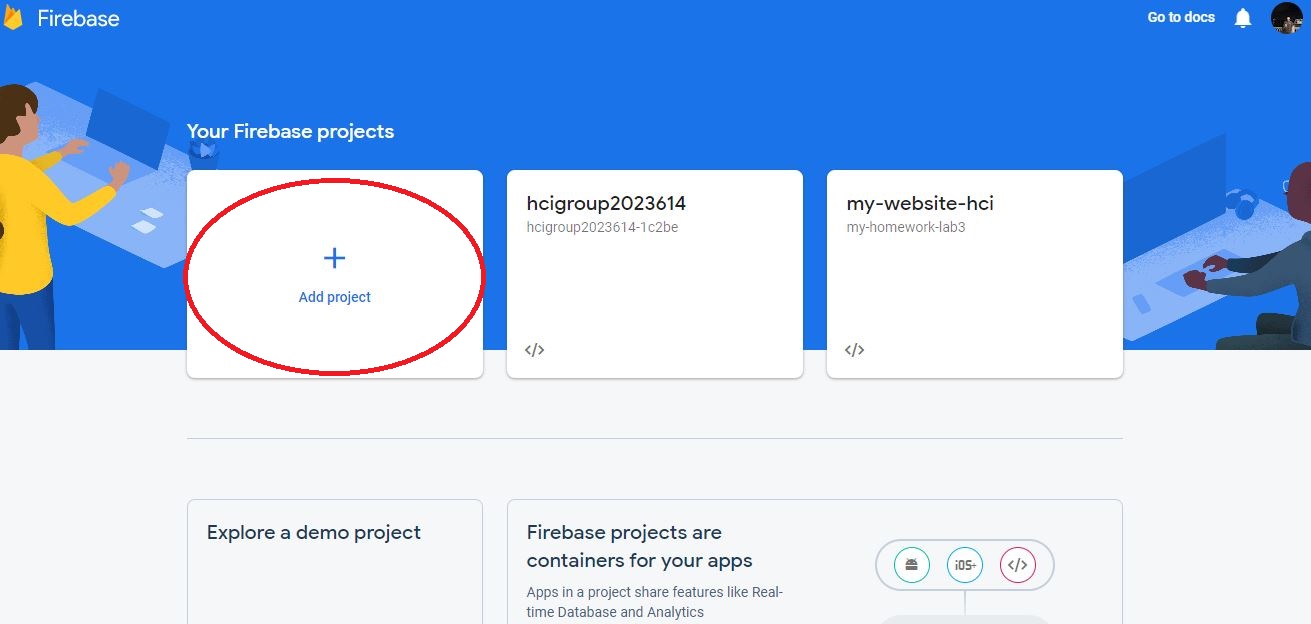 Firebase
Go to docs
Your Firebase projects
Add project
hcigroup2023614
hcigroup2023614-1c2be
</>
my-website-hci
my-homework-lab3
</>
Explore a demo project
Firebase projects are
containers for your apps
Apps in a project share features like Real-
time Database and Analytics
iOS+
</>